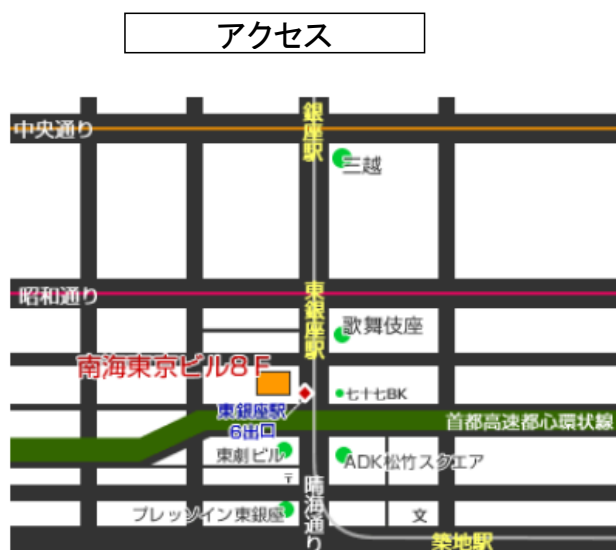 アクセス
中央通り
銀座駅
三越
昭和通り
東銀座駅
歌舞伎座
南海東京ビル8F
七十七BK
東銀座駅
6出口
首都高速都心環状線
東劇ビル
ADK松竹スクエア
〒
晴海通り
プレッソイン東銀座
文
築地駅